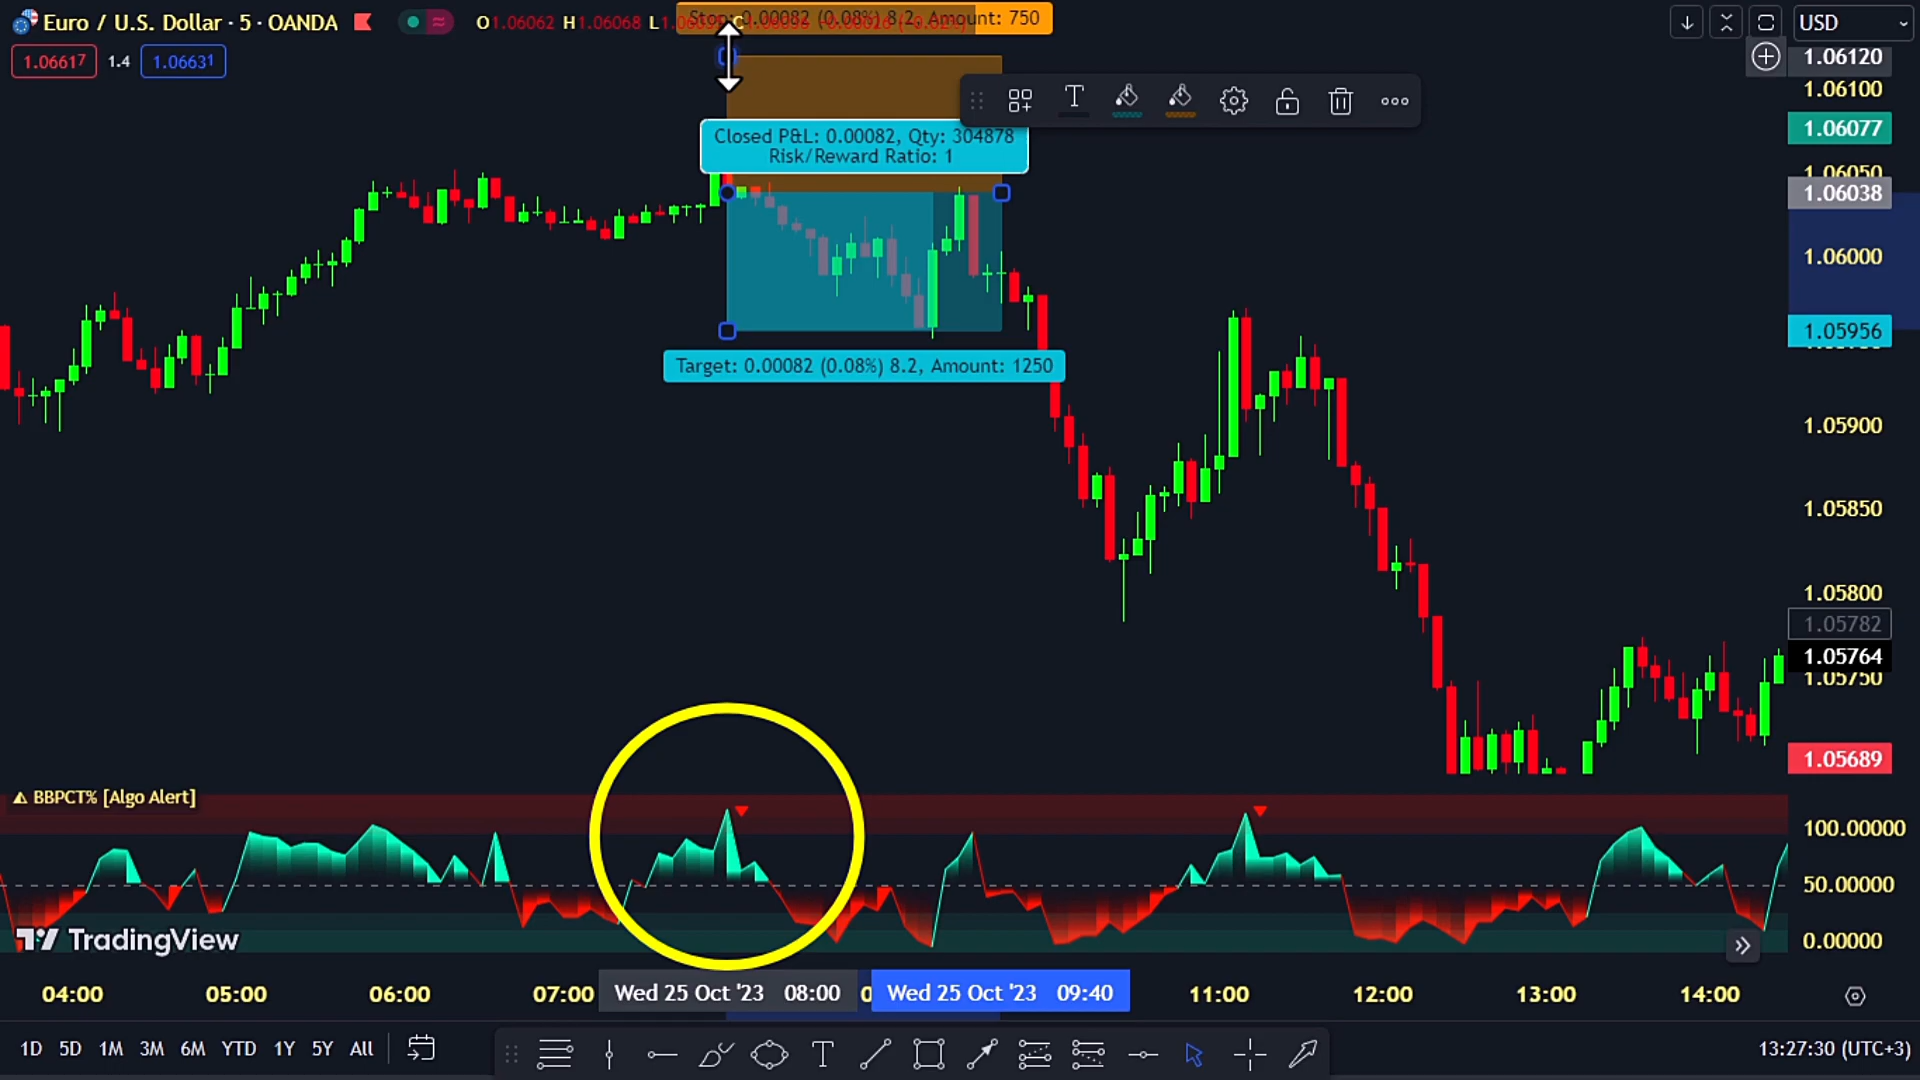 Euro / U.S. Dollar · 5 · OANDA
O1.06062 H1.06068
Stop: 0.00082 (0.08%) 8.2, Amount: 750
USD
1.06617
1.4
1.06631
1.06120
1.06100
1.06077
1.06050
1.06038
1.06000
1.05956
1.05900
1.05850
1.05800
1.05782
1.05764
1.05750
1.05689
Closed P&L: 0.00082, Qty: 304878
Risk/Reward Ratio: 1
Target: 0.00082 (0.08%) 8.2, Amount: 1250
BBPCT% [Algo Alert]
100.00000
50.00000
0.00000
TradingView
04:00
05:00
06:00
07:00
Wed 25 Oct '23 08:00
Wed 25 Oct '23 09:40
11:00
12:00
13:00
14:00
1D 5D 1M 3M 6M YTD 1Y 5Y All
13:27:30 (UTC+3)